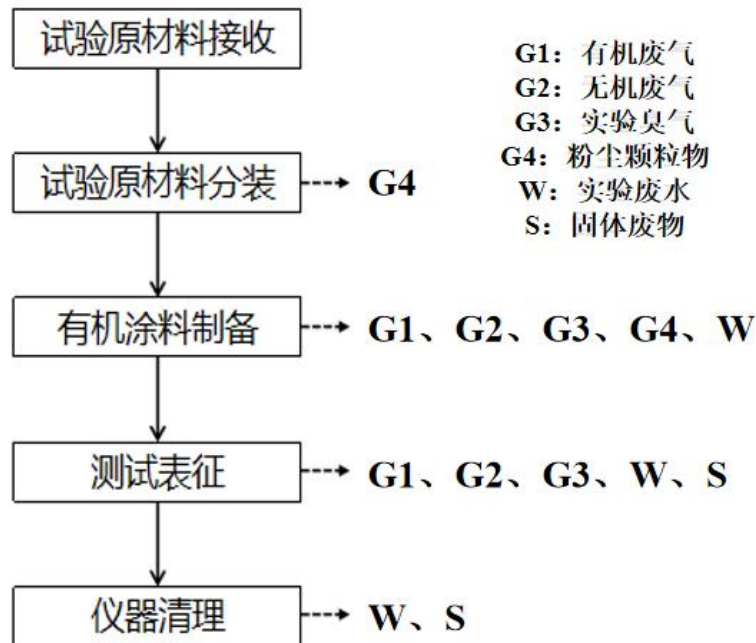 试验原材料接收
G1：有机废气
G2：无机废气
G3：实验臭气
G4：粉尘颗粒物
W：实验废水
S：固体废物
试验原材料分装
G4
有机涂料制备
G1、G2、G3、G4、W
测试表征
G1、G2、G3、W、S
仪器清理
W、S